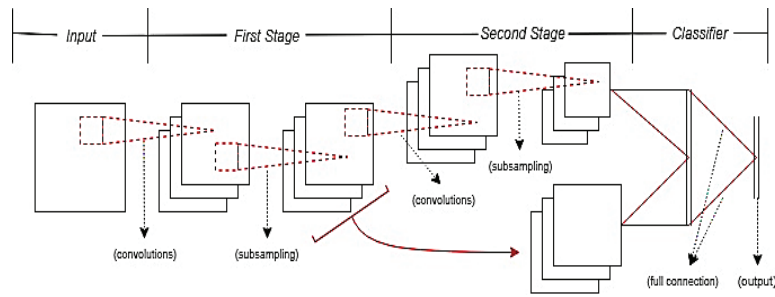 Input
First Stage
Second Stage
Classifier
(convolutions)
(subsampling)
(convolutions)
(subsampling)
(full connection)
(output)